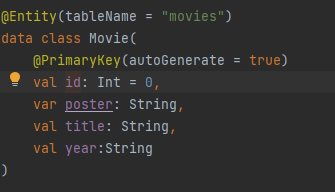 @Entity(tableName = "movies")
data class Movie(
    @PrimaryKey(autoGenerate = true)
    val id: Int = 0,
    var poster: String,
    val title: String,
    val year:String
)